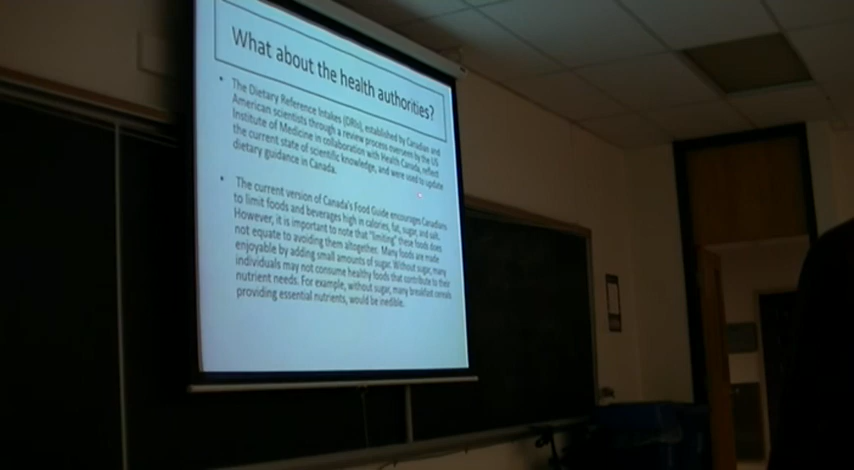 What about the health authorities?
• The Dietary Reference Intakes (DRIs), established by Canadian and
American scientists through a review process overseen by the US
Institute of Medicine in collaboration with Health Canada, reflect
the current state of scientific knowledge, and were used to update
dietary guidance in Canada.
• The current version of Canada's Food Guide encourages Canadians
to limit foods and beverages high in calories, fat, sugar, and salt.
However, it is important to note that "limiting" these foods does
not equate to avoiding them altogether. Many foods are made
enjoyable by adding small amounts of sugar. Without sugar, many
individuals may not consume healthy foods that contribute to their
nutrient needs. For example, without sugar, many breakfast cereals
providing essential nutrients, would be inedible.